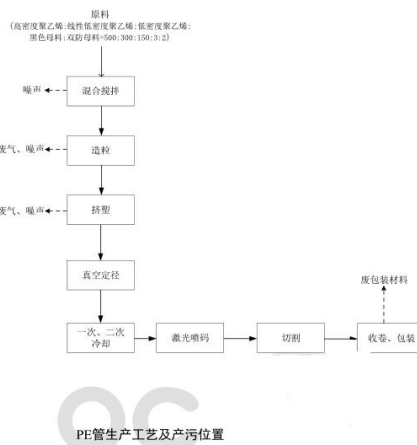 原料
(高密度聚乙烯:线性低密度聚乙烯:低密度聚乙烯:
黑色母料:双防母料=500:300:150:3:2)
噪声
混合搅拌
废气、噪声
造粒
废气、噪声
挤塑
真空定径
废包装材料
一次、二次
冷却
激光喷码
切割
收卷、包装
PE管生产工艺及产污位置